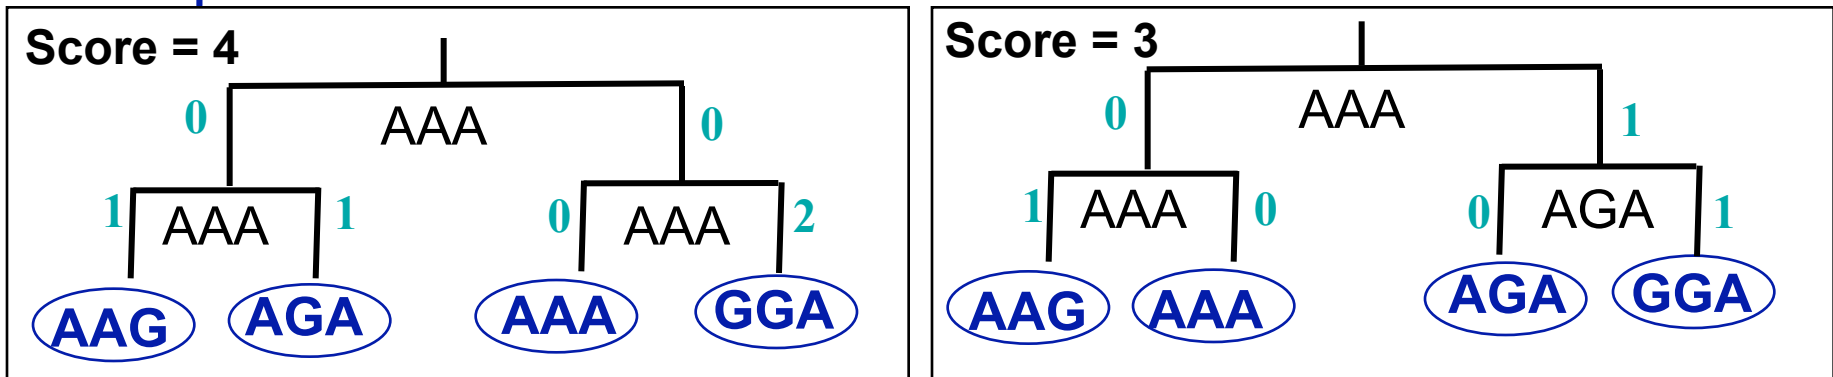 Score = 4
0 AAA 0
1 AAA 1 0 AAA 2
AAG AGA AAA GGA
Score = 3
0 AAA 1
1 AAA 0 0 AGA 1
AAG AAA AGA GGA